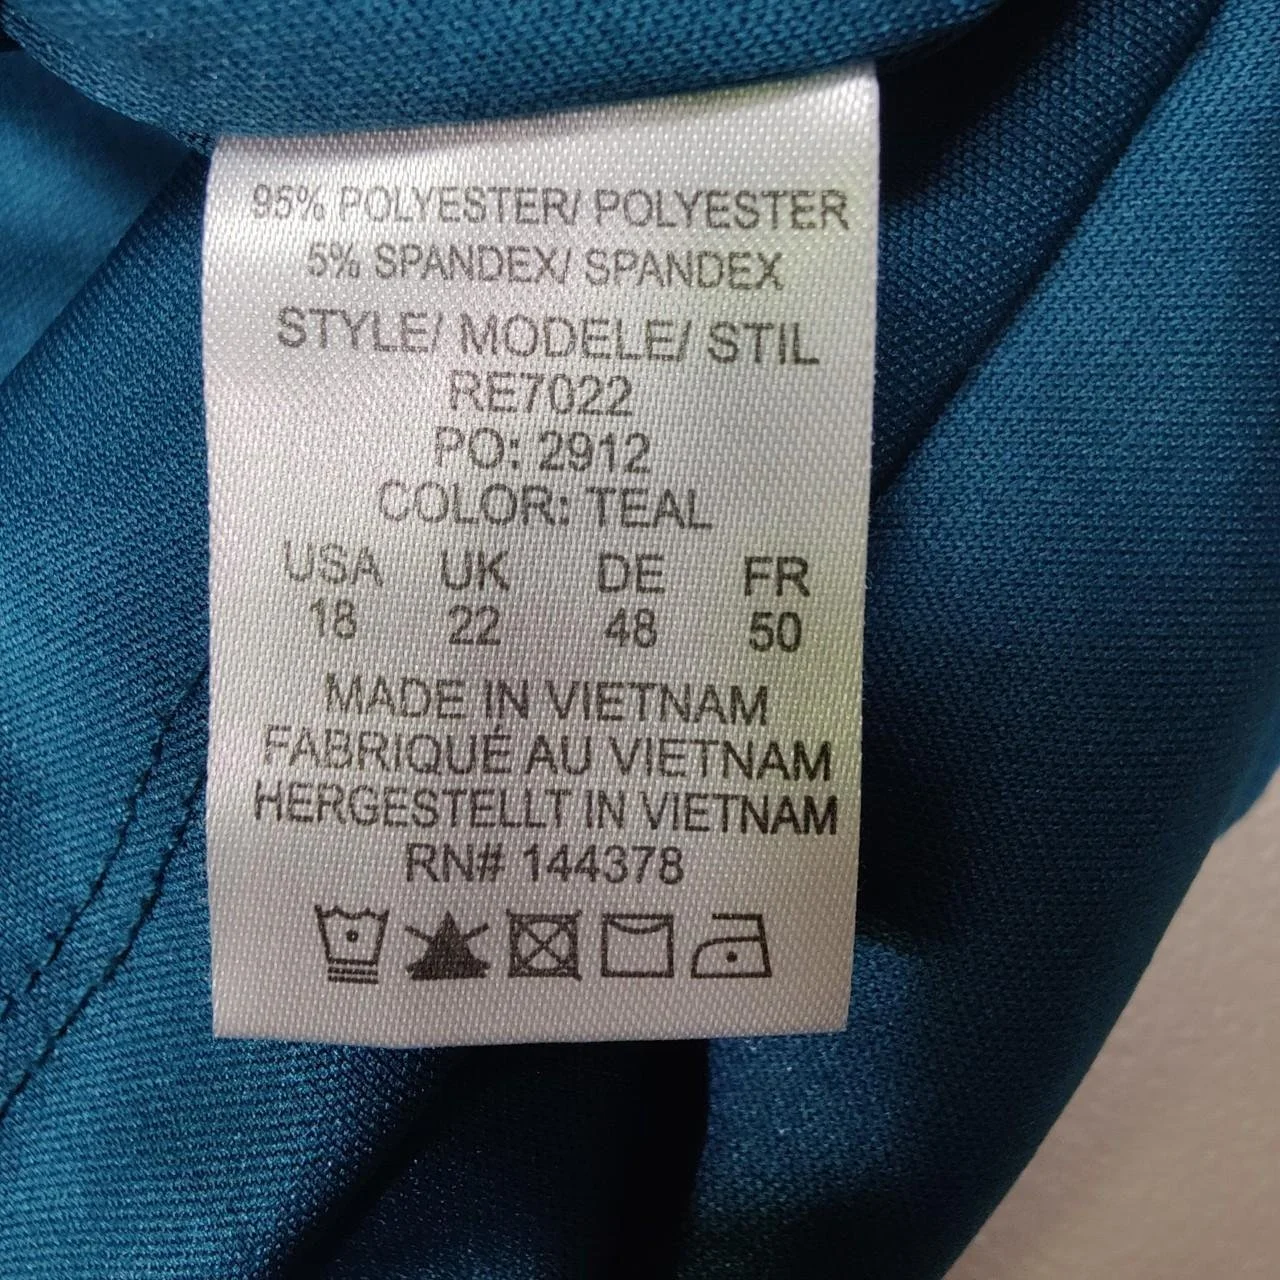 95% POLYESTER/ POLYESTER
5% SPANDEX/ SPANDEX
STYLE/ MODELE/ STIL
RE7022
PO: 2912
COLOR: TEAL
USA UK DE FR
18 22 48 50
MADE IN VIETNAM
FABRIQUÉ AU VIETNAM
HERGESTELLT IN VIETNAM
RN# 144378